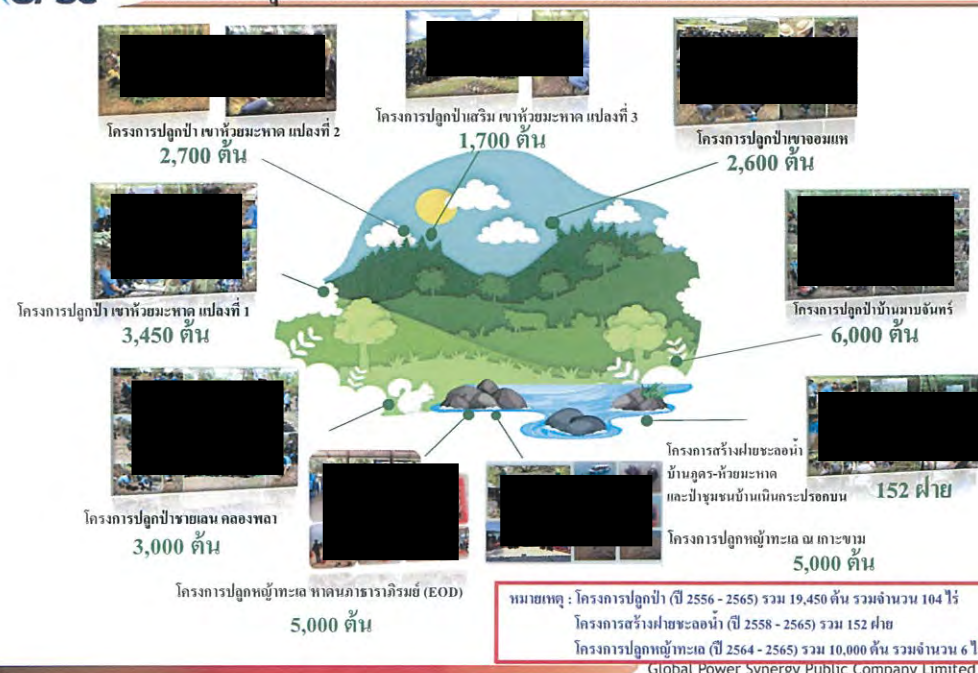 โครงการปลูกป่า เขาห้วยมะหาด แปลงที่ 2
2,700 ต้น
โครงการปลูกป่าเสริม เขาห้วยมะหาด แปลงที่ 3
1,700 ต้น
โครงการปลูกป่าเขาจอมแห
2,600 ต้น
โครงการปลูกป่า เขาห้วยมะหาด แปลงที่ 1
3,450 ต้น
โครงการปลูกป่าบ้านมาบจันทร์
6,000 ต้น
โครงการปลูกป่าชายเลน คลองพลา
3,000 ต้น
โครงการสร้างฝายชะลอน้ำ
บ้านภูดร-ห้วยมะหาด
และป่าชุมชนบ้านเนินกระปรอกบน
152 ฝาย
โครงการปลูกหญ้าทะเล ณ เกาะขาม
5,000 ต้น
โครงการปลูกหญ้าทะเล หาดนภาธาราภิรมย์ (EOD)
5,000 ต้น
หมายเหตุ : โครงการปลูกป่า (ปี 2556 - 2565) รวม 19,450 ต้น รวมจำนวน 104 ไร่
โครงการสร้างฝายชะลอน้ำ (ปี 2558 - 2565) รวม 152 ฝาย
โครงการปลูกหญ้าทะเล (ปี 2564 - 2565) รวม 10,000 ต้น รวมจำนวน 6
Global Power Synergy Public Company Limited